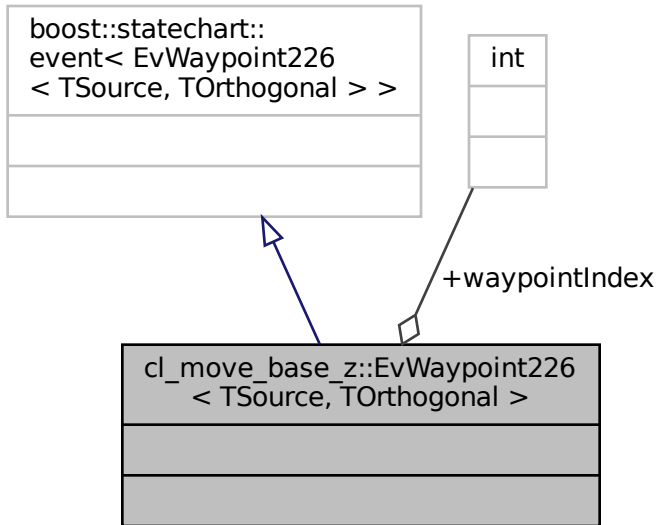 boost::statechart::
event< EvWaypoint226
< TSource, TOrthogonal > >
int
+waypointIndex
cl_move_base_z::EvWaypoint226
< TSource, TOrthogonal >